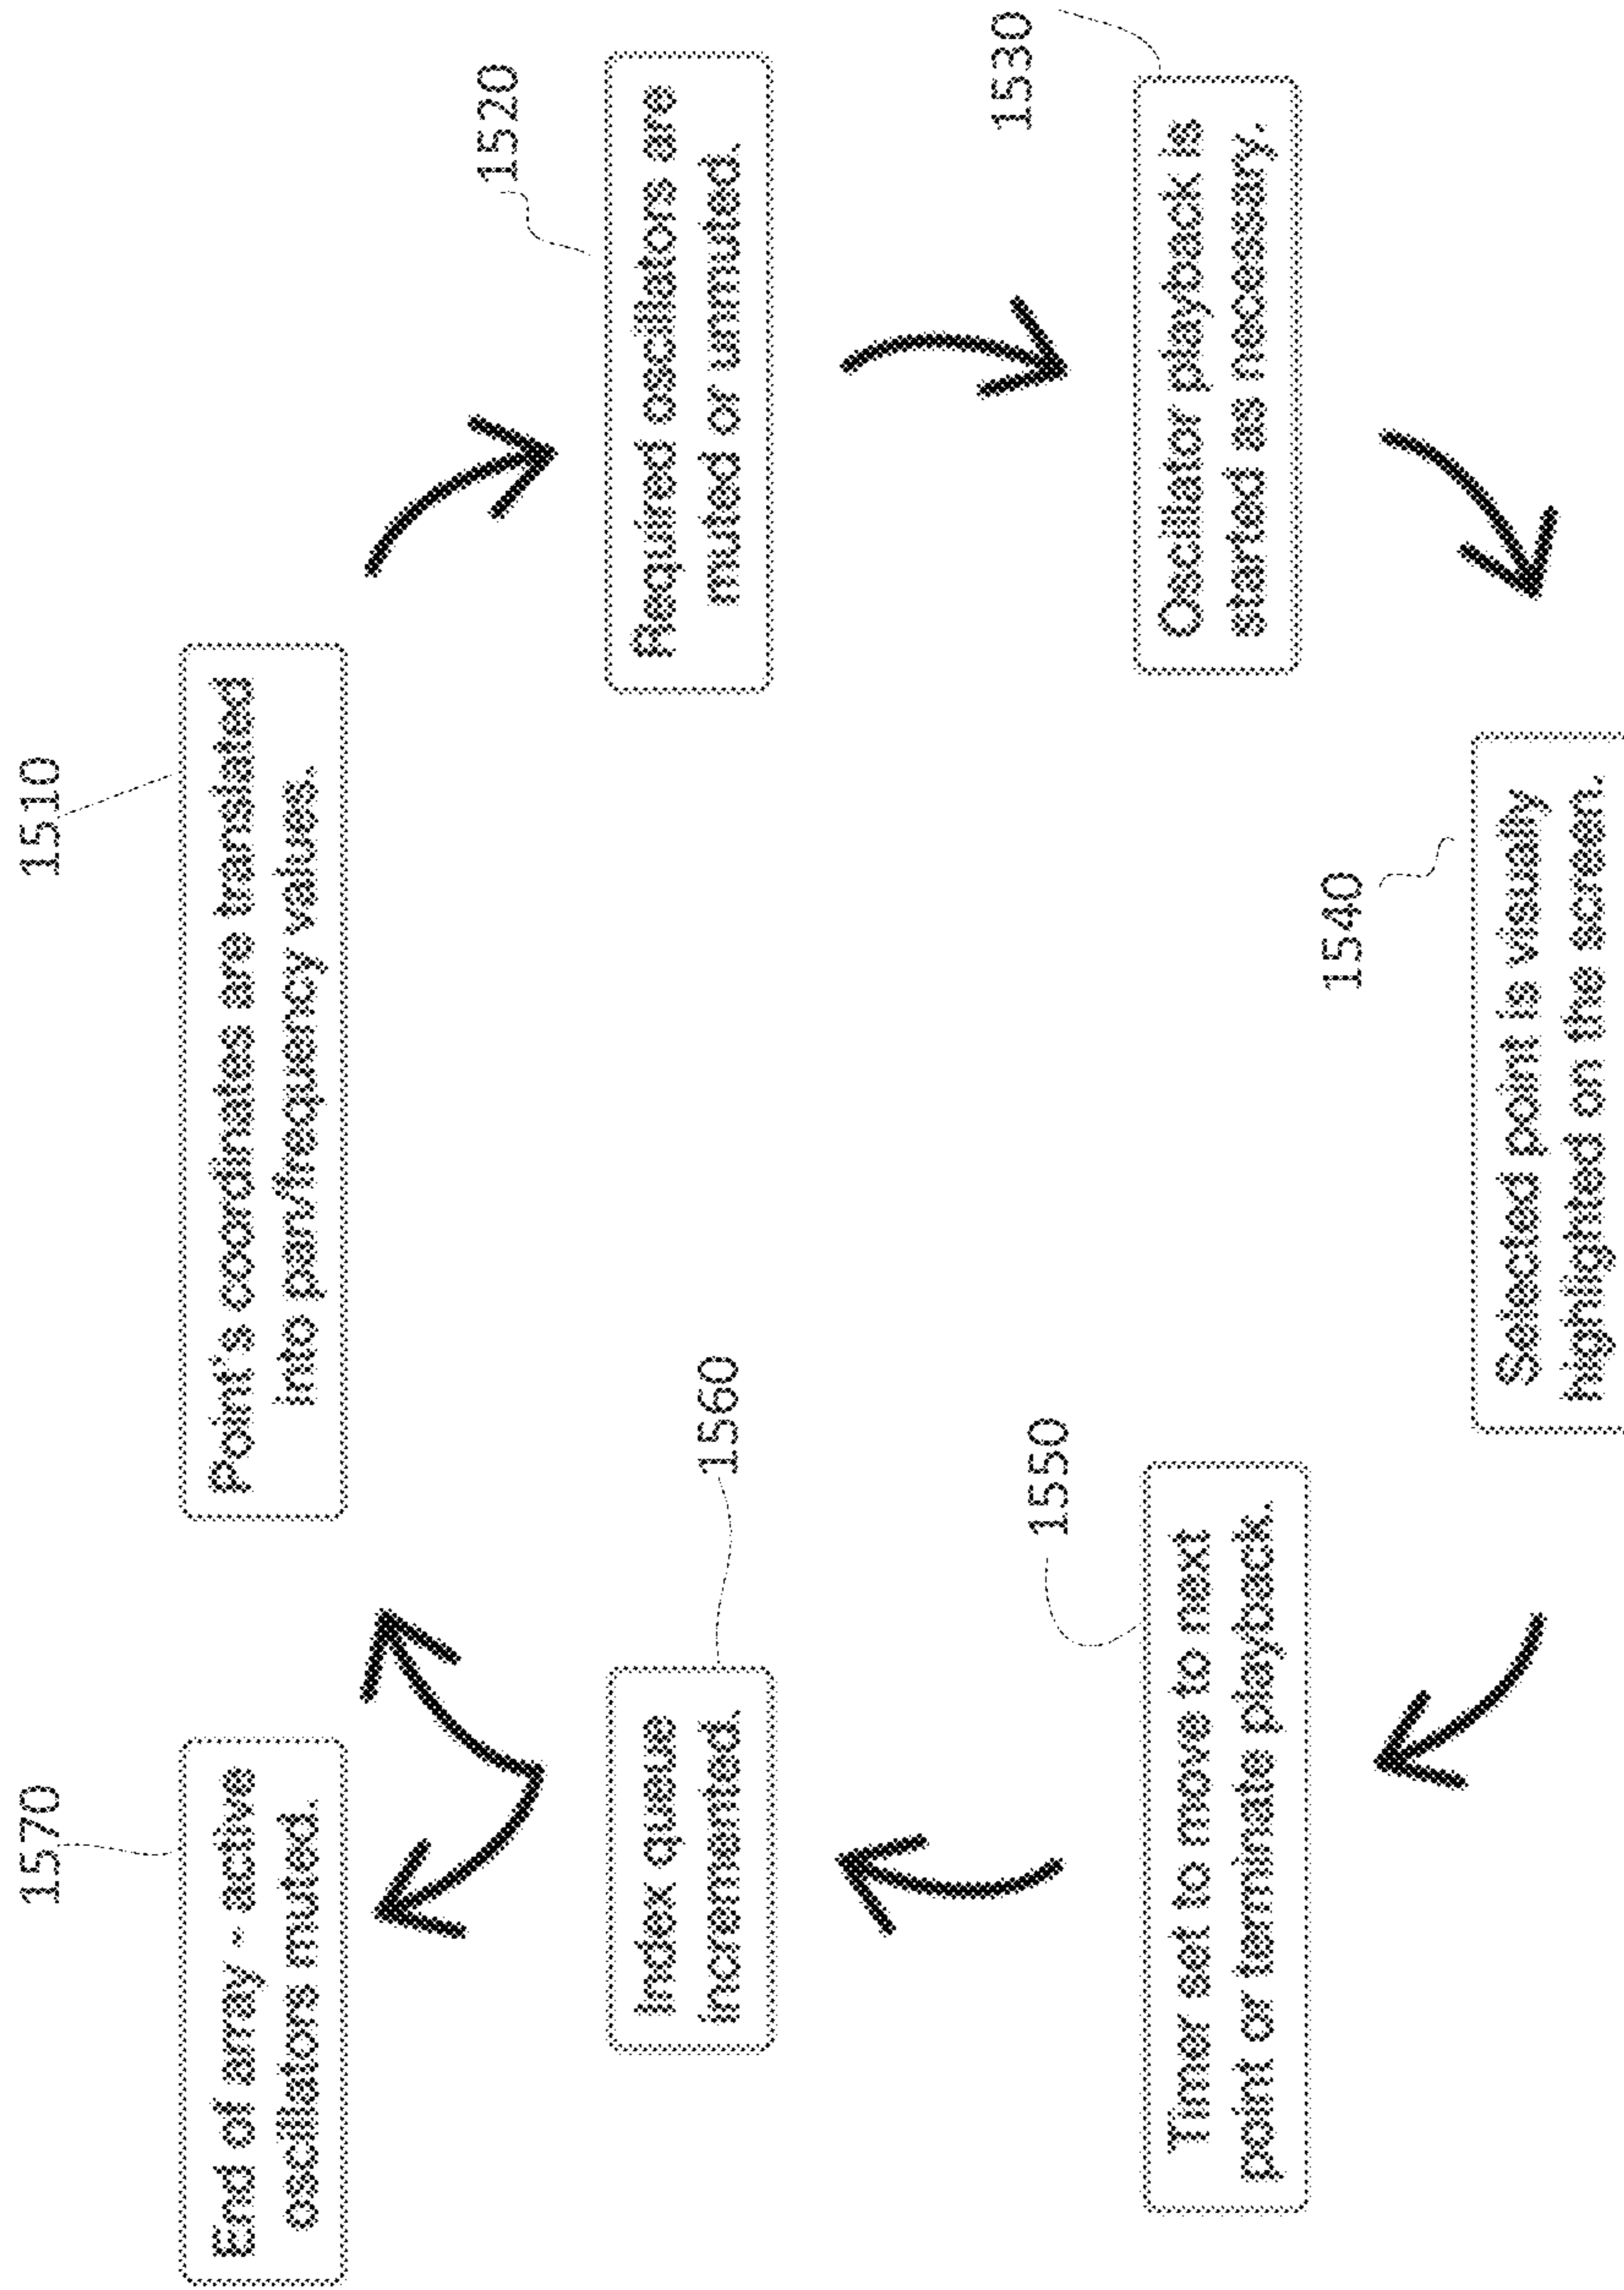 1570
End of array - active
oscillators muted.
1510
Point's coordinates are translated
into pan/frequency values.
1520
Required oscillators are
muted or unmuted.
1530
Oscillator playback is
started as necessary.
1540
Selected point is visually
highlighted on the screen.
1550
Timer set to move to next
point or terminate playback.
1560
Index queue
incremented.